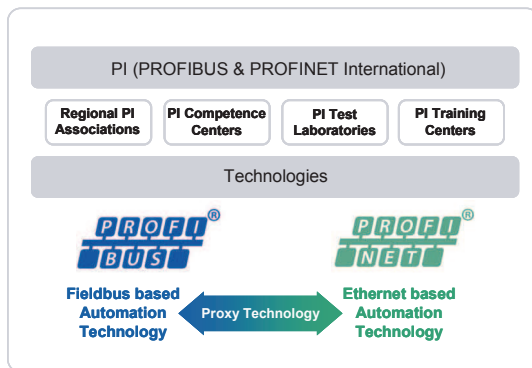 PI (PROFIBUS & PROFINET International)
Regional PI
Associations
PI Competence
Centers
PI Test
Laboratories
PI Training
Centers
Technologies
PROFI®
BUS
PROFI®
NET
Fieldbus based
Automation
Technology
Proxy Technology
Ethernet based
Automation
Technology